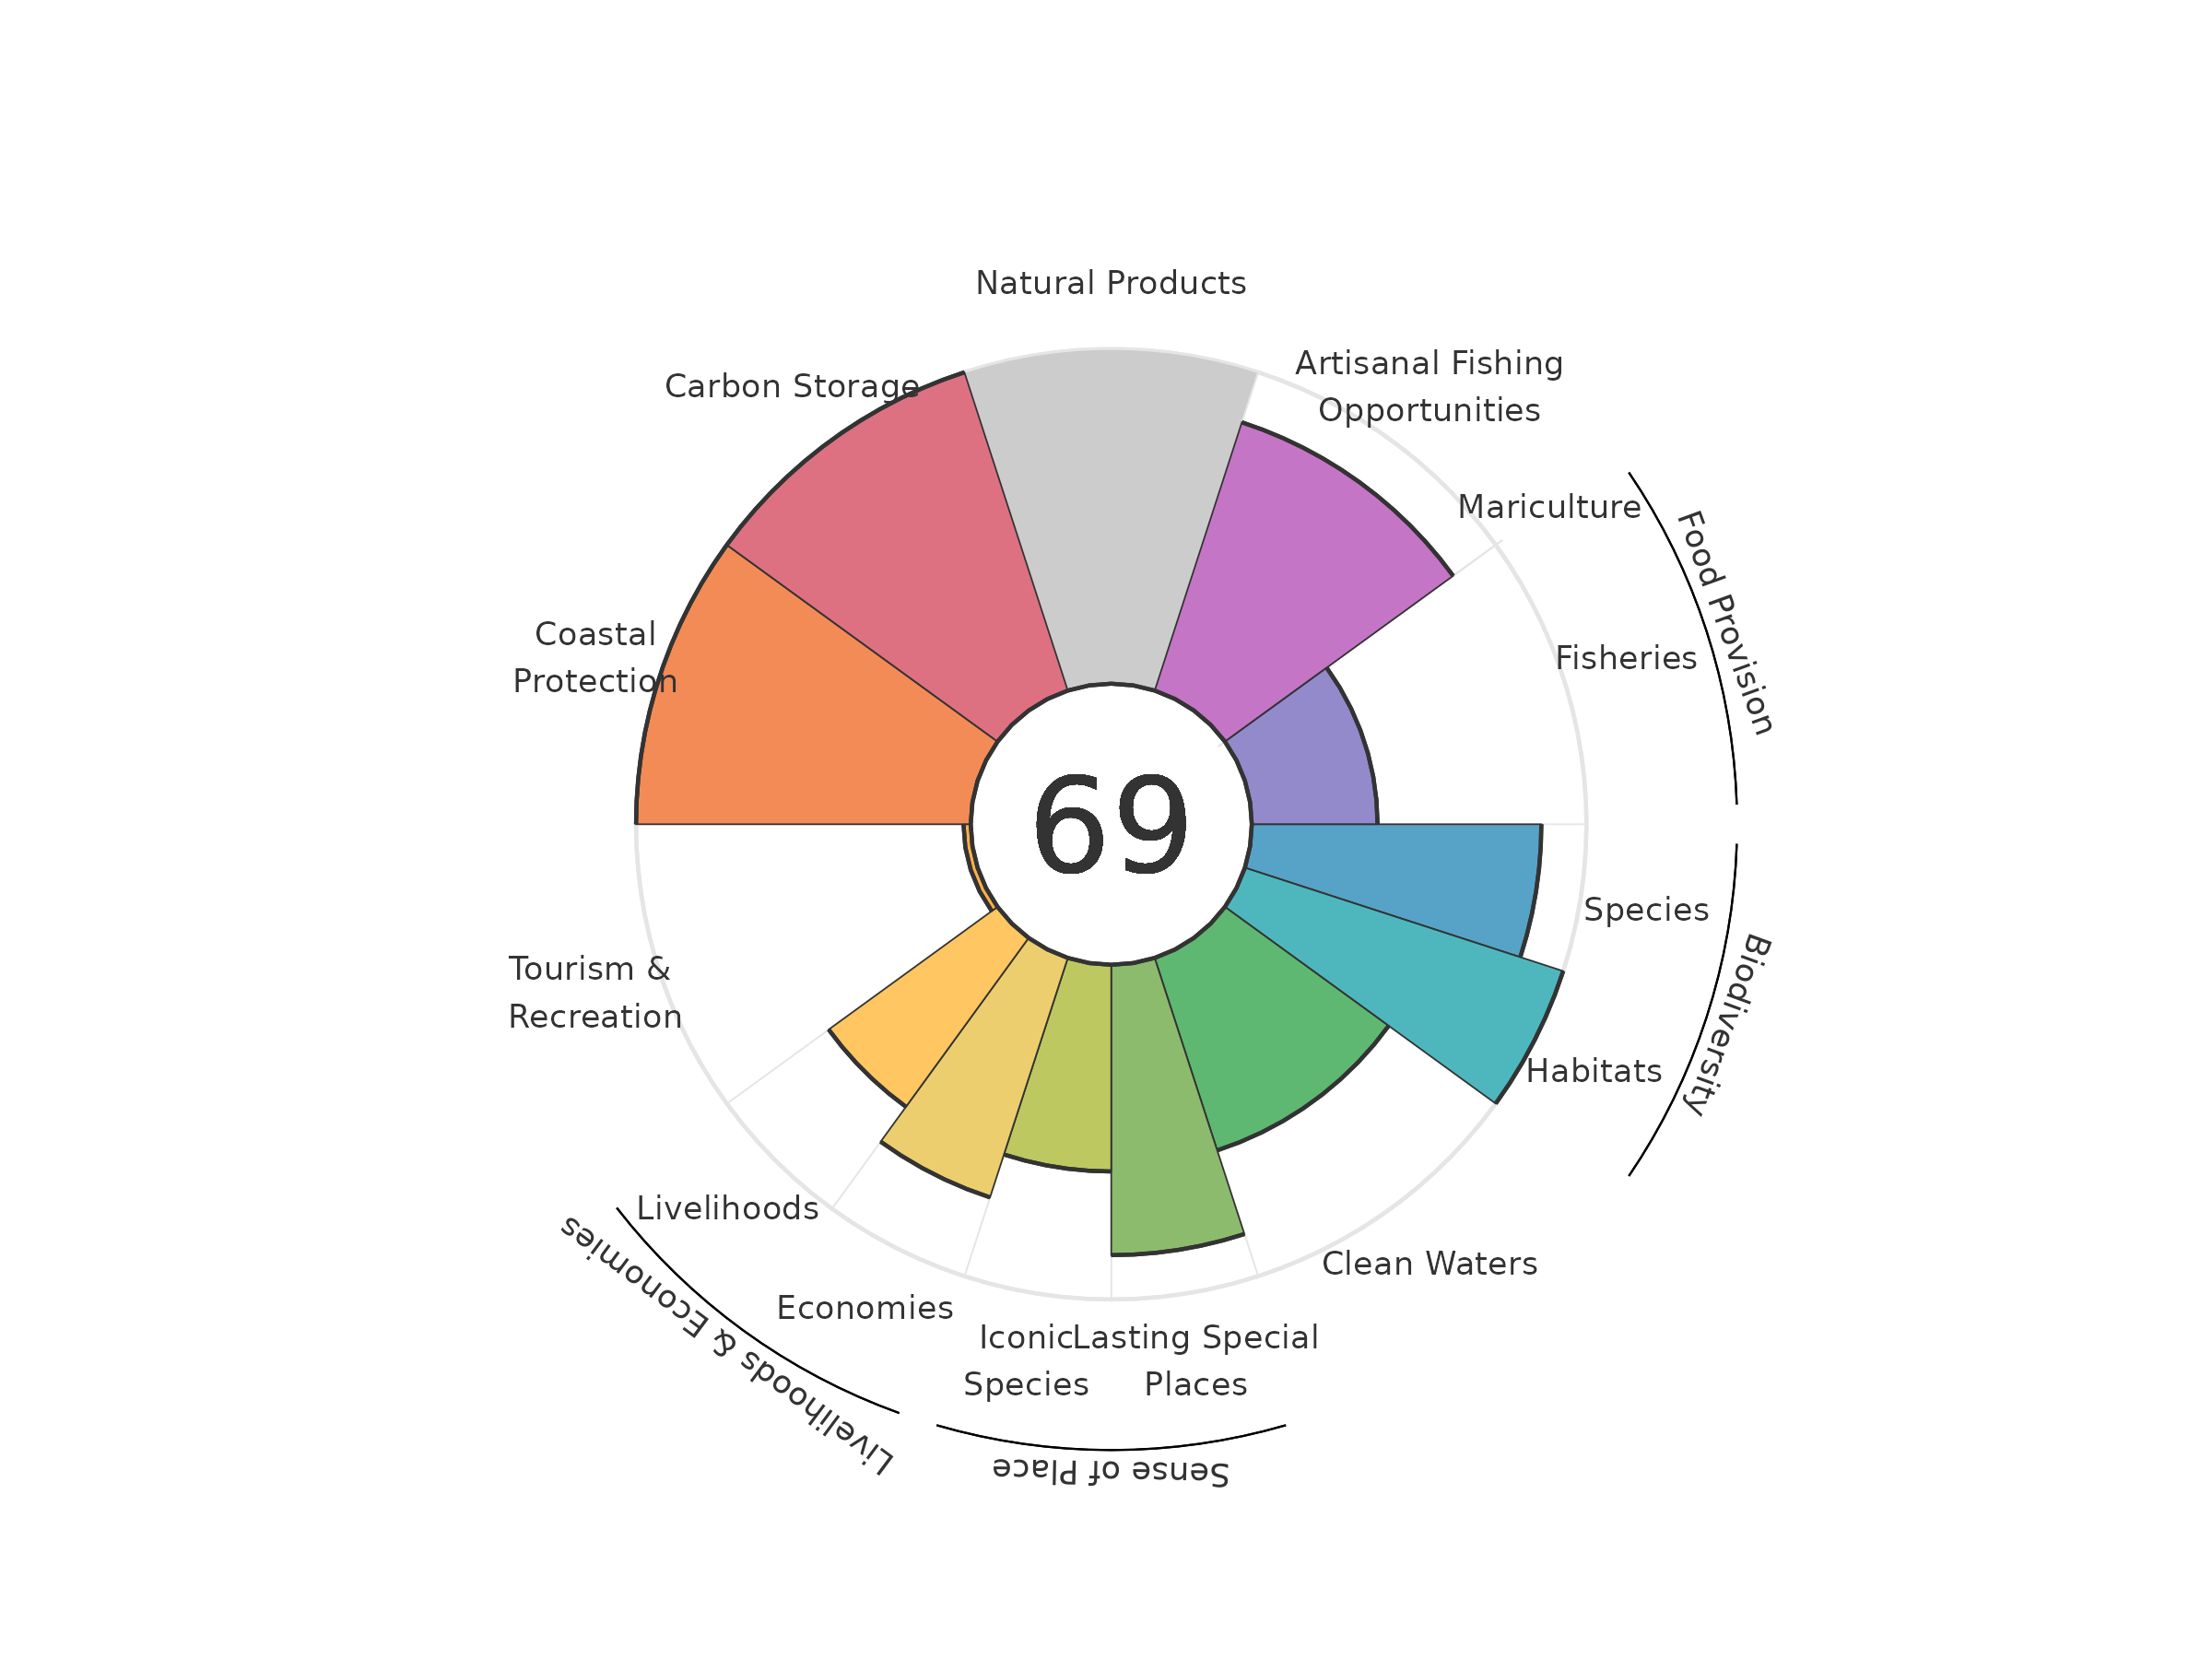 Natural Products
Artisanal Fishing
Opportunities
Carbon Storage
Mariculture
Food Provision
Fisheries
Coastal
Protection
69
Species
Biodiversity
Tourism &
Recreation
Habitats
Livelihoods
Clean Waters
Livelihoods & Economies
Economies
Iconic
Species
Lasting Special
Places
Sense of Place